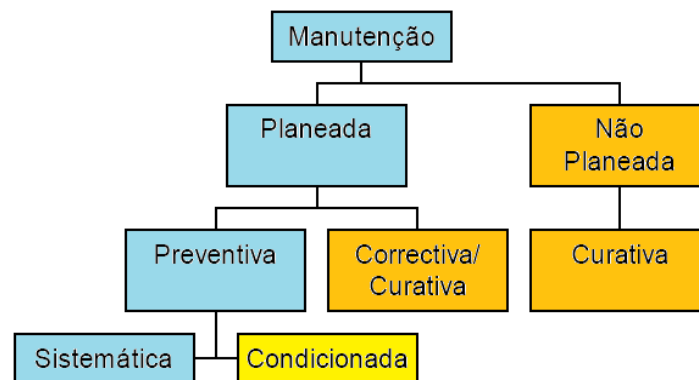 Manutenção
Planeada
Não
Planeada
Preventiva
Correctiva/
Curativa
Curativa
Sistemática
Condicionada